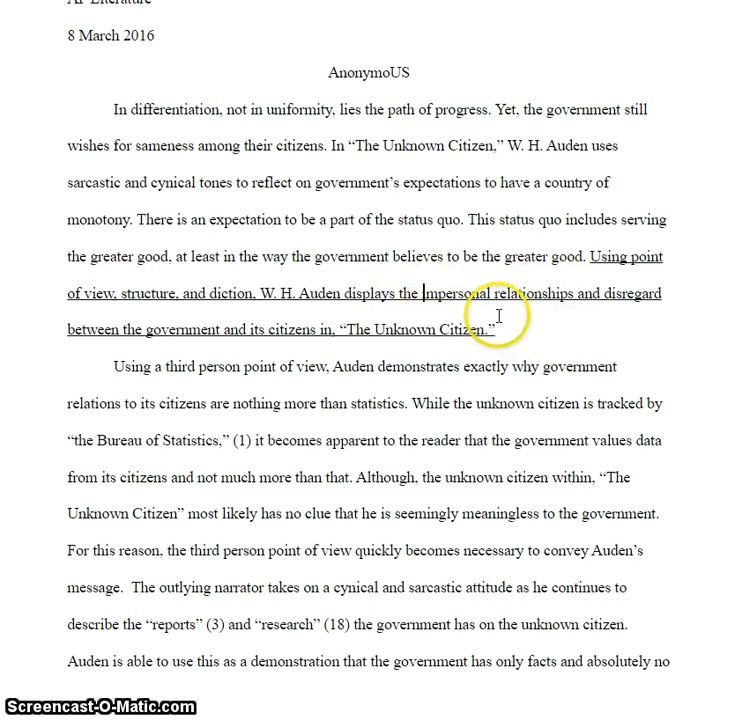 AP Literature
8 March 2016
AnonymoUS
In differentiation, not in uniformity, lies the path of progress. Yet, the government still
wishes for sameness among their citizens. In “The Unknown Citizen,” W. H. Auden uses
sarcastic and cynical tones to reflect on government’s expectations to have a country of
monotony. There is an expectation to be a part of the status quo. This status quo includes serving
the greater good, at least in the way the government believes to be the greater good. Using point
of view, structure, and diction, W. H. Auden displays the impersonal relationships and disregard
between the government and its citizens in, “The Unknown Citizen.”
Using a third person point of view, Auden demonstrates exactly why government
relations to its citizens are nothing more than statistics. While the unknown citizen is tracked by
“the Bureau of Statistics,” (1) it becomes apparent to the reader that the government values data
from its citizens and not much more than that. Although, the unknown citizen within, “The
Unknown Citizen” most likely has no clue that he is seemingly meaningless to the government.
For this reason, the third person point of view quickly becomes necessary to convey Auden’s
message.  The outlying narrator takes on a cynical and sarcastic attitude as he continues to
describe the “reports” (3) and “research” (18) the government has on the unknown citizen.
Auden is able to use this as a demonstration that the government has only facts and absolutely no
Screencast-O-Matic.com